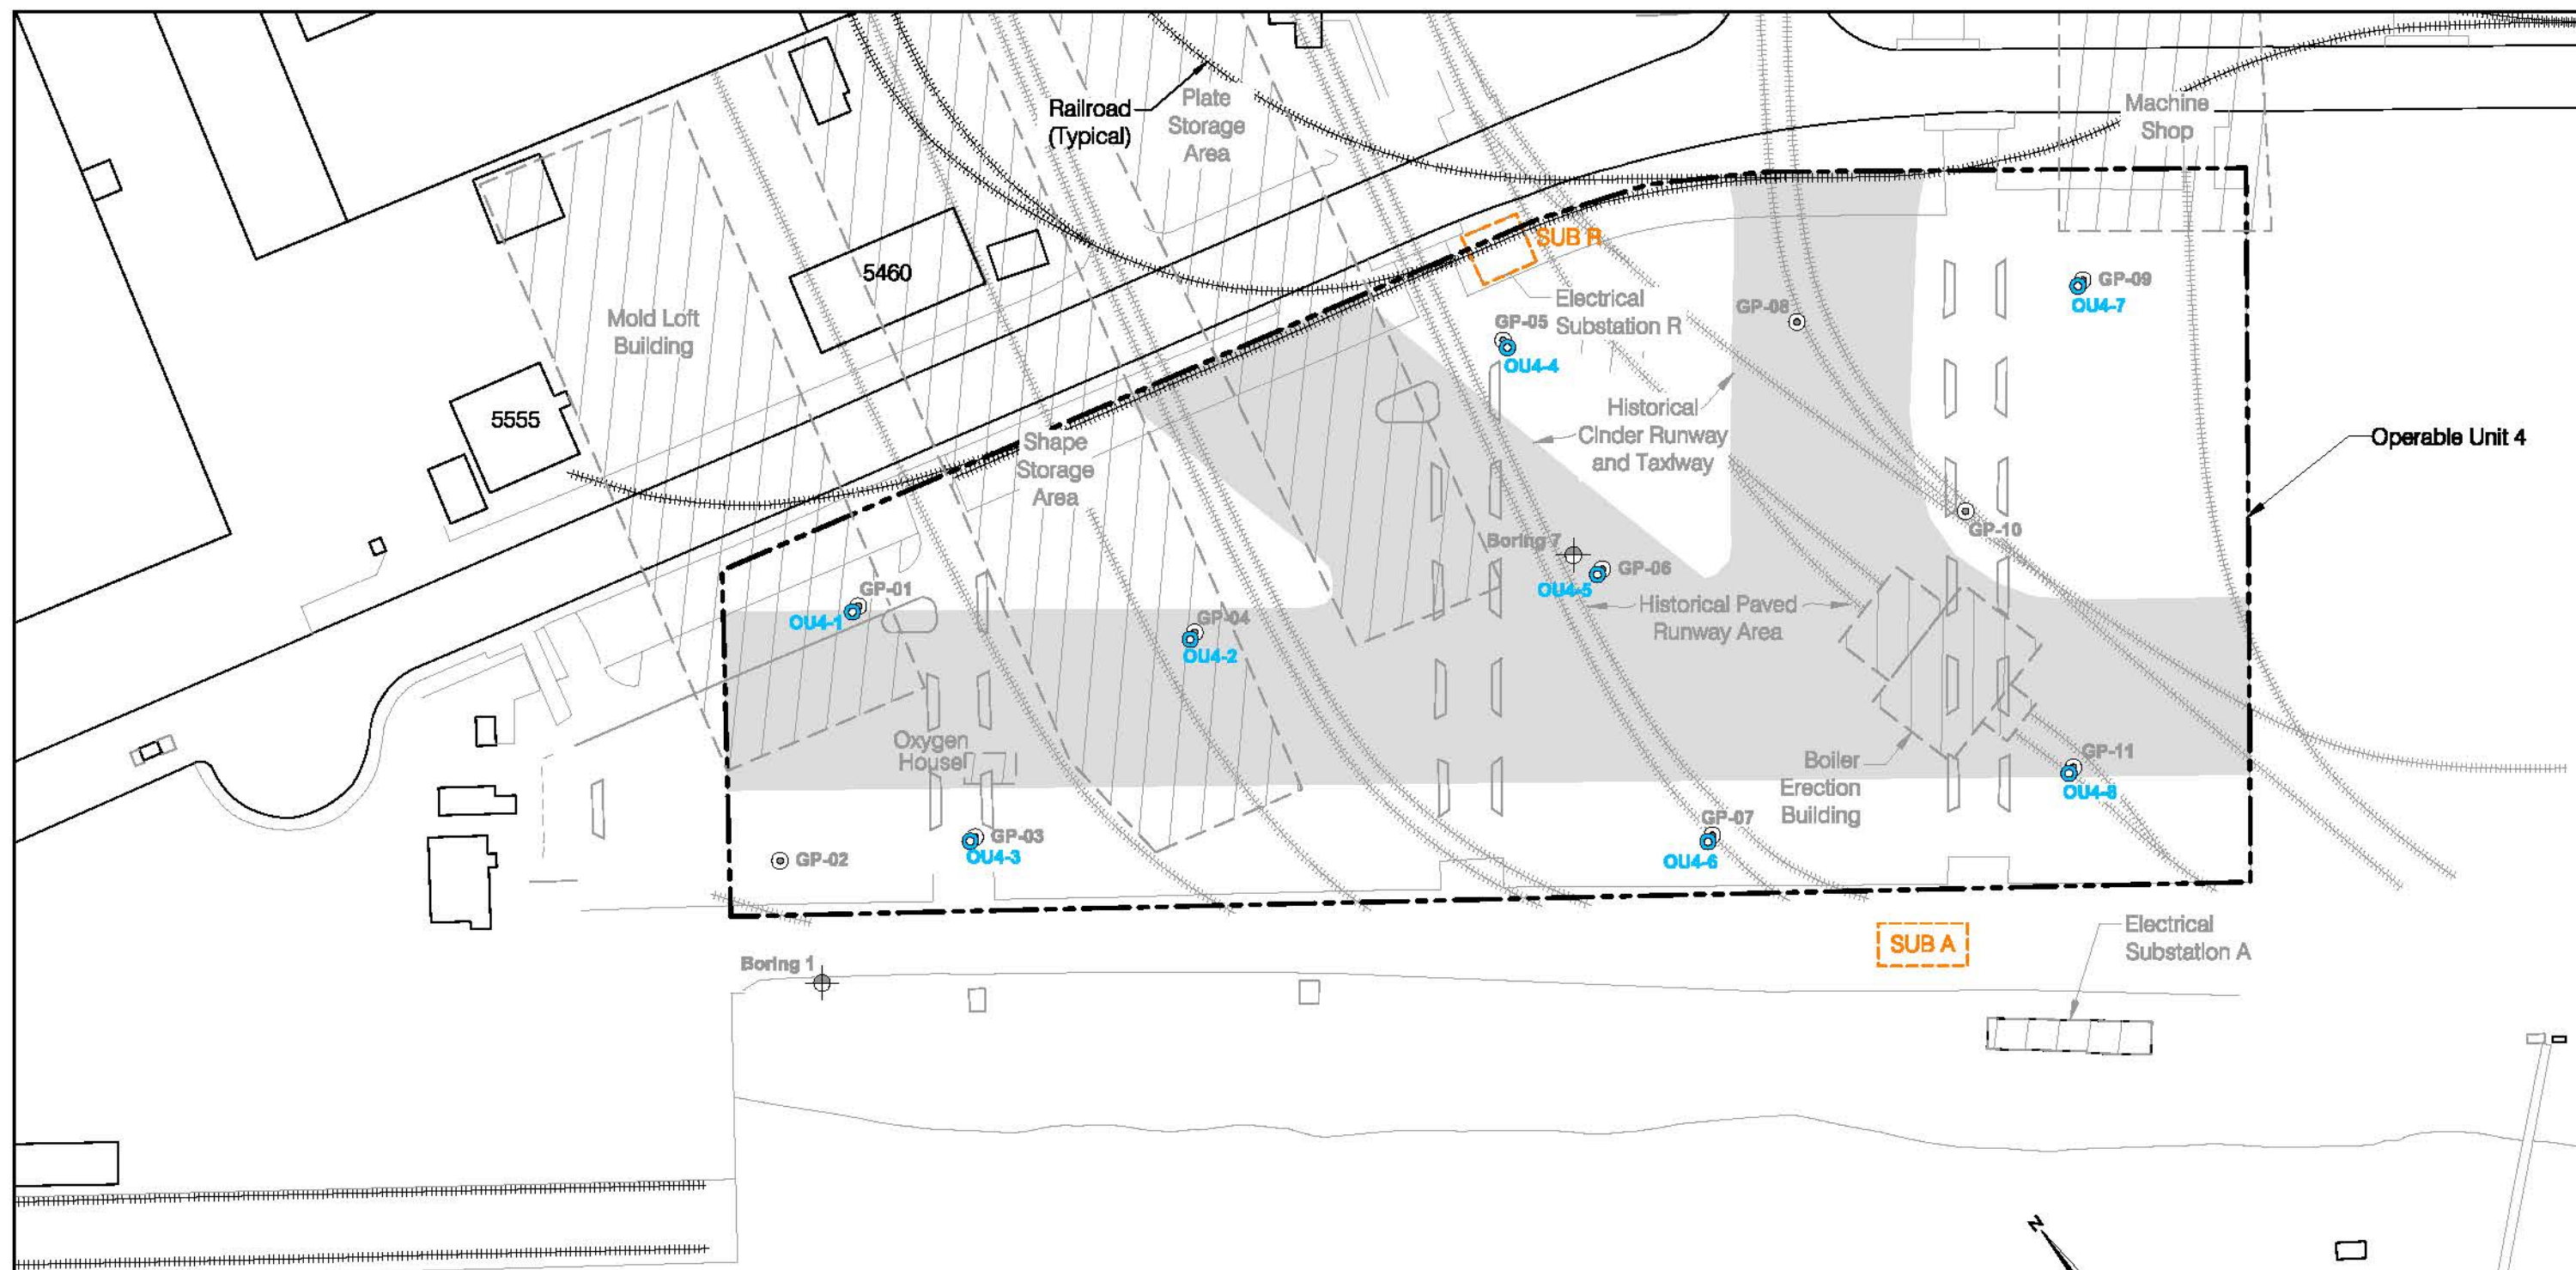 Railroad
(Typical)
Plate
Storage
Area
Machine
Shop
SUB R
5460
Electrical
Substation R
GP-05
OU4-4
GP-08
GP-09
OU4-7
Mold Loft
Building
5555
Historical
Cinder Runway
and Taxiway
Operable Unit 4
Shape
Storage
Area
GP-10
Boring 7
GP-06
OU4-5
GP-01
OU4-1
GP-04
OU4-2
Historical Paved
Runway Area
Oxygen
House
Boiler
Erection
Building
GP-11
OU4-8
GP-02
GP-03
OU4-3
GP-07
OU4-6
SUB A
Electrical
Substation A
Boring 1
N